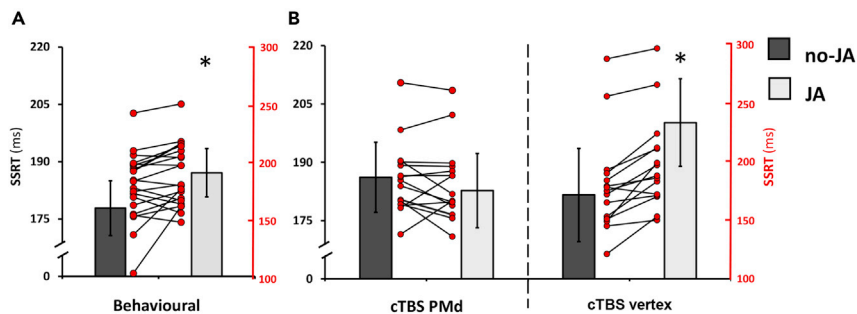 A
B
220
205
190
175
0
SSRT (ms)
*
300
250
200
150
100
Behavioural
220
205
190
175
0
cTBS PMd
cTBS vertex
*
300
250
200
150
100
SSRT (ms)
no-JA
JA